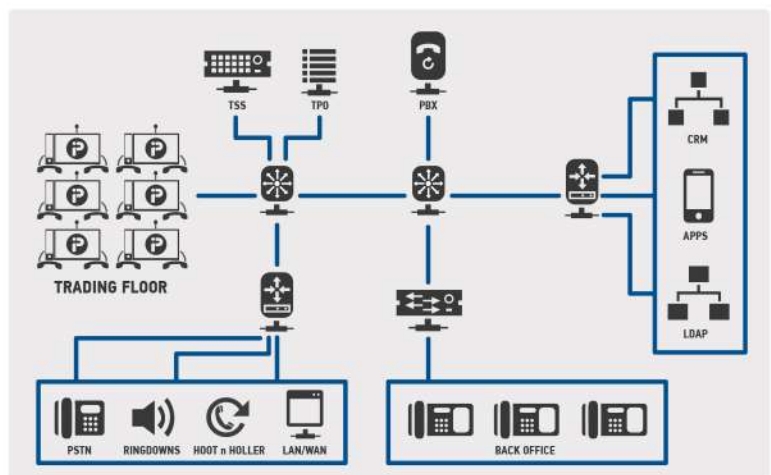 TSS
TPO
PBX
CRM
APPS
LDAP
TRADING FLOOR
PSTN
RINGDOWNS
HOOT n HOLLER
LAN/WAN
BACK OFFICE